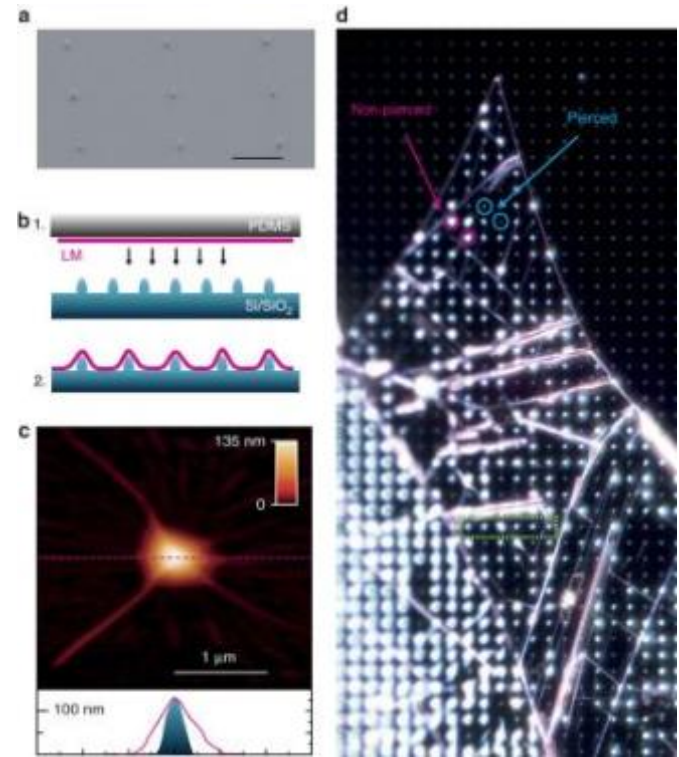 a
b 1.
PDMS
LM
Si/SiO₂
2.
c
135 nm
0
1 μm
100 nm
d
Non-pierced
Pierced